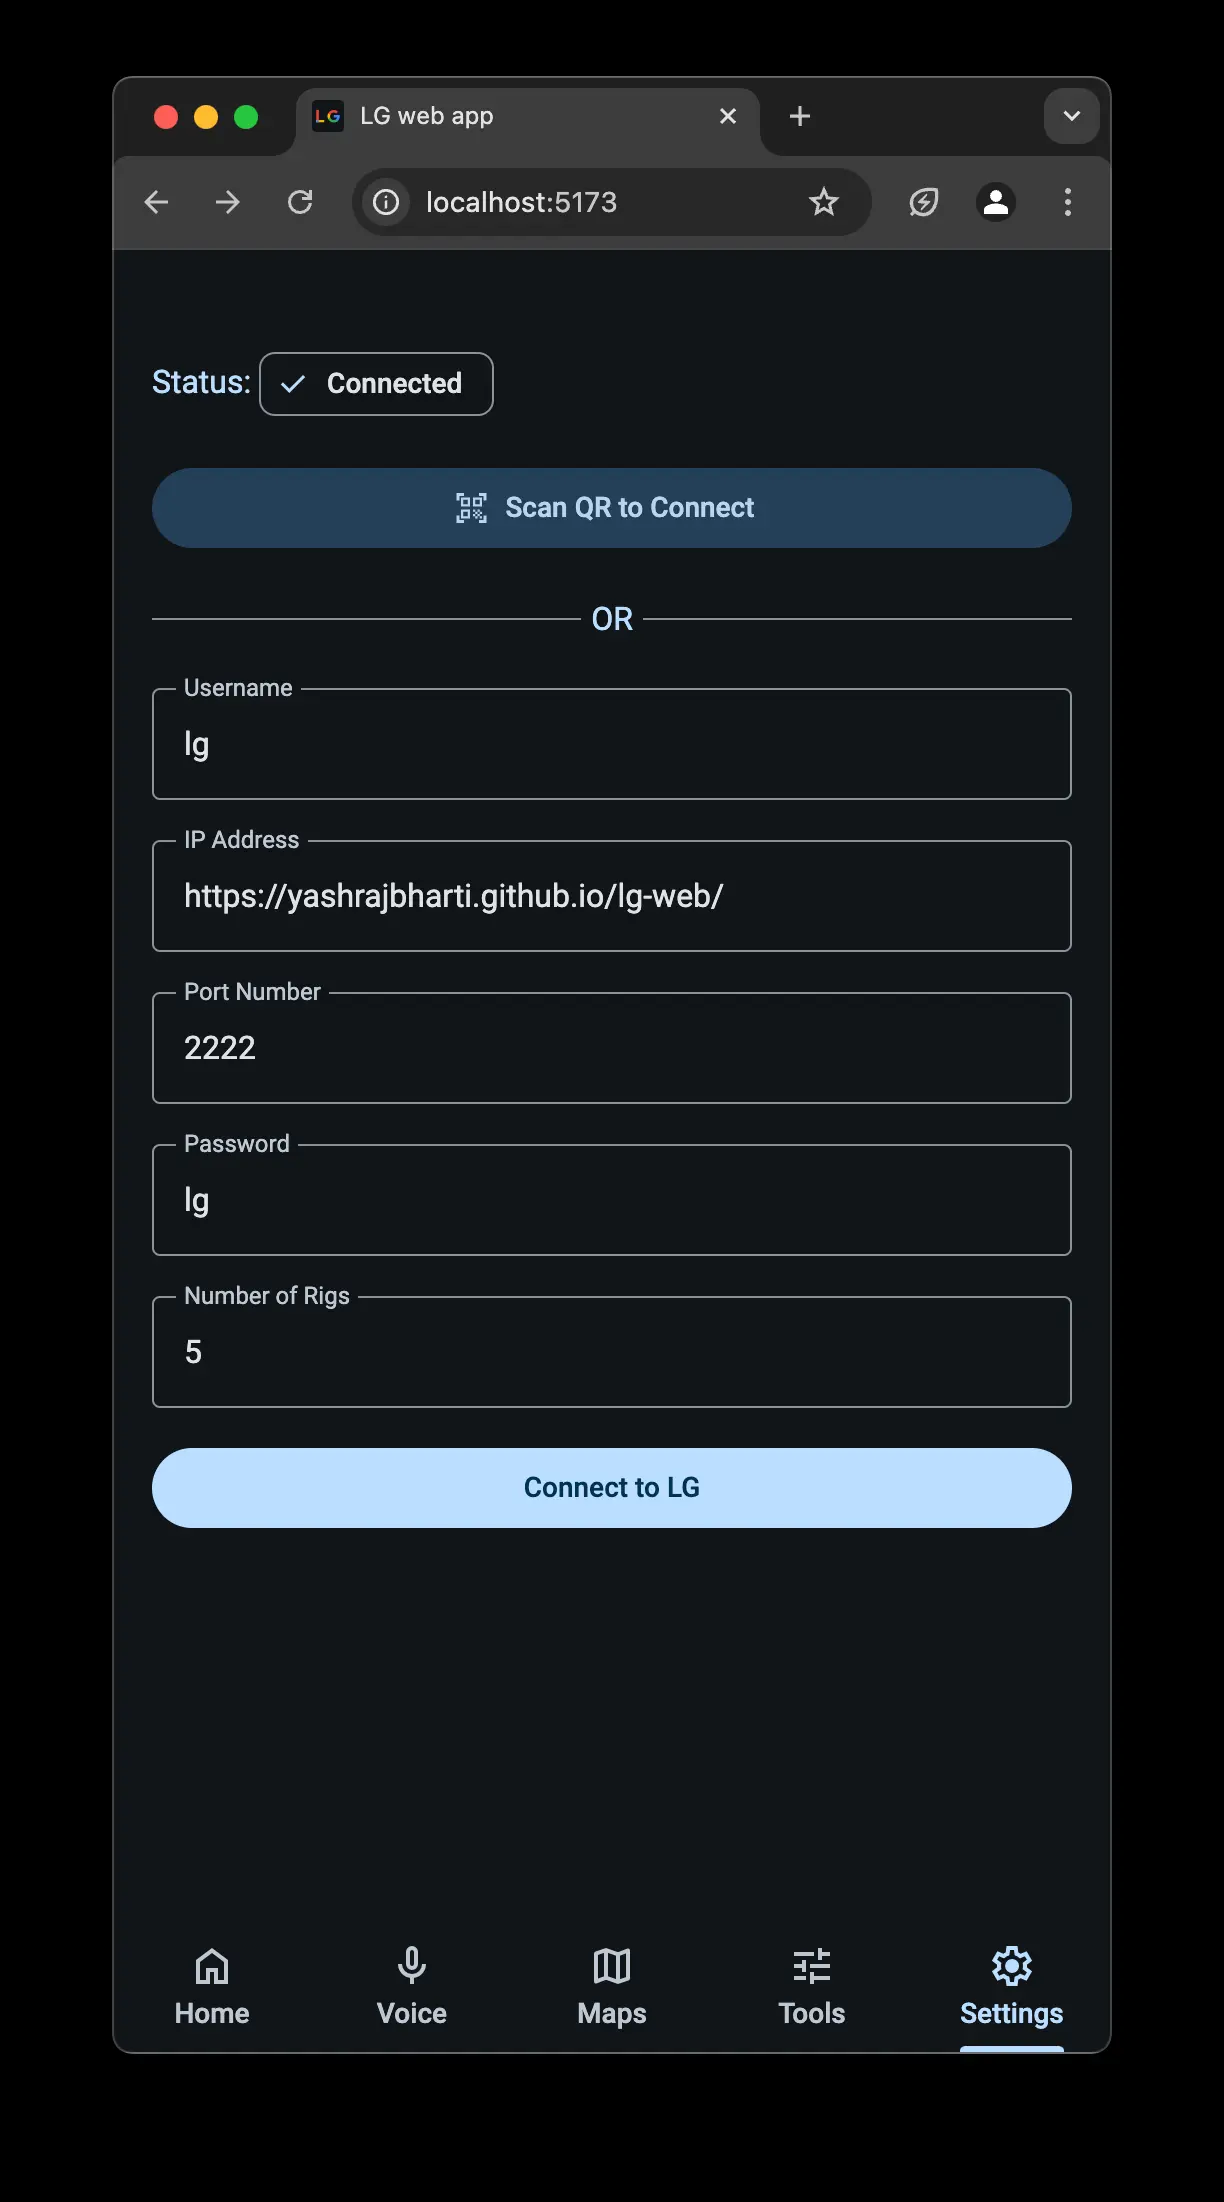 LG LG web app
localhost:5173
Status: Connected
Scan QR to Connect
OR
Username
lg
IP Address
https://yashrajbharti.github.io/lg-web/
Port Number
2222
Password
lg
Number of Rigs
5
Connect to LG
Home Voice Maps Tools Settings